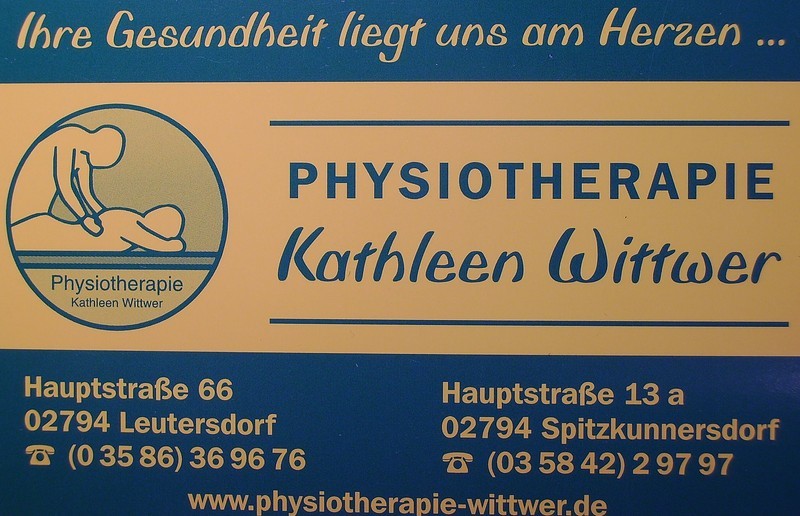 Ihre Gesundheit liegt uns am Herzen ...
PHYSIOTHERAPIE
Kathleen Wittwer
Physiotherapie
Kathleen Wittwer
Hauptstraße 66
02794 Leutersdorf
☎ (0 35 86) 36 96 76
Hauptstraße 13 a
02794 Spitzkunnersdorf
☎ (03 58 42) 2 97 97
www.physiotherapie-wittwer.de